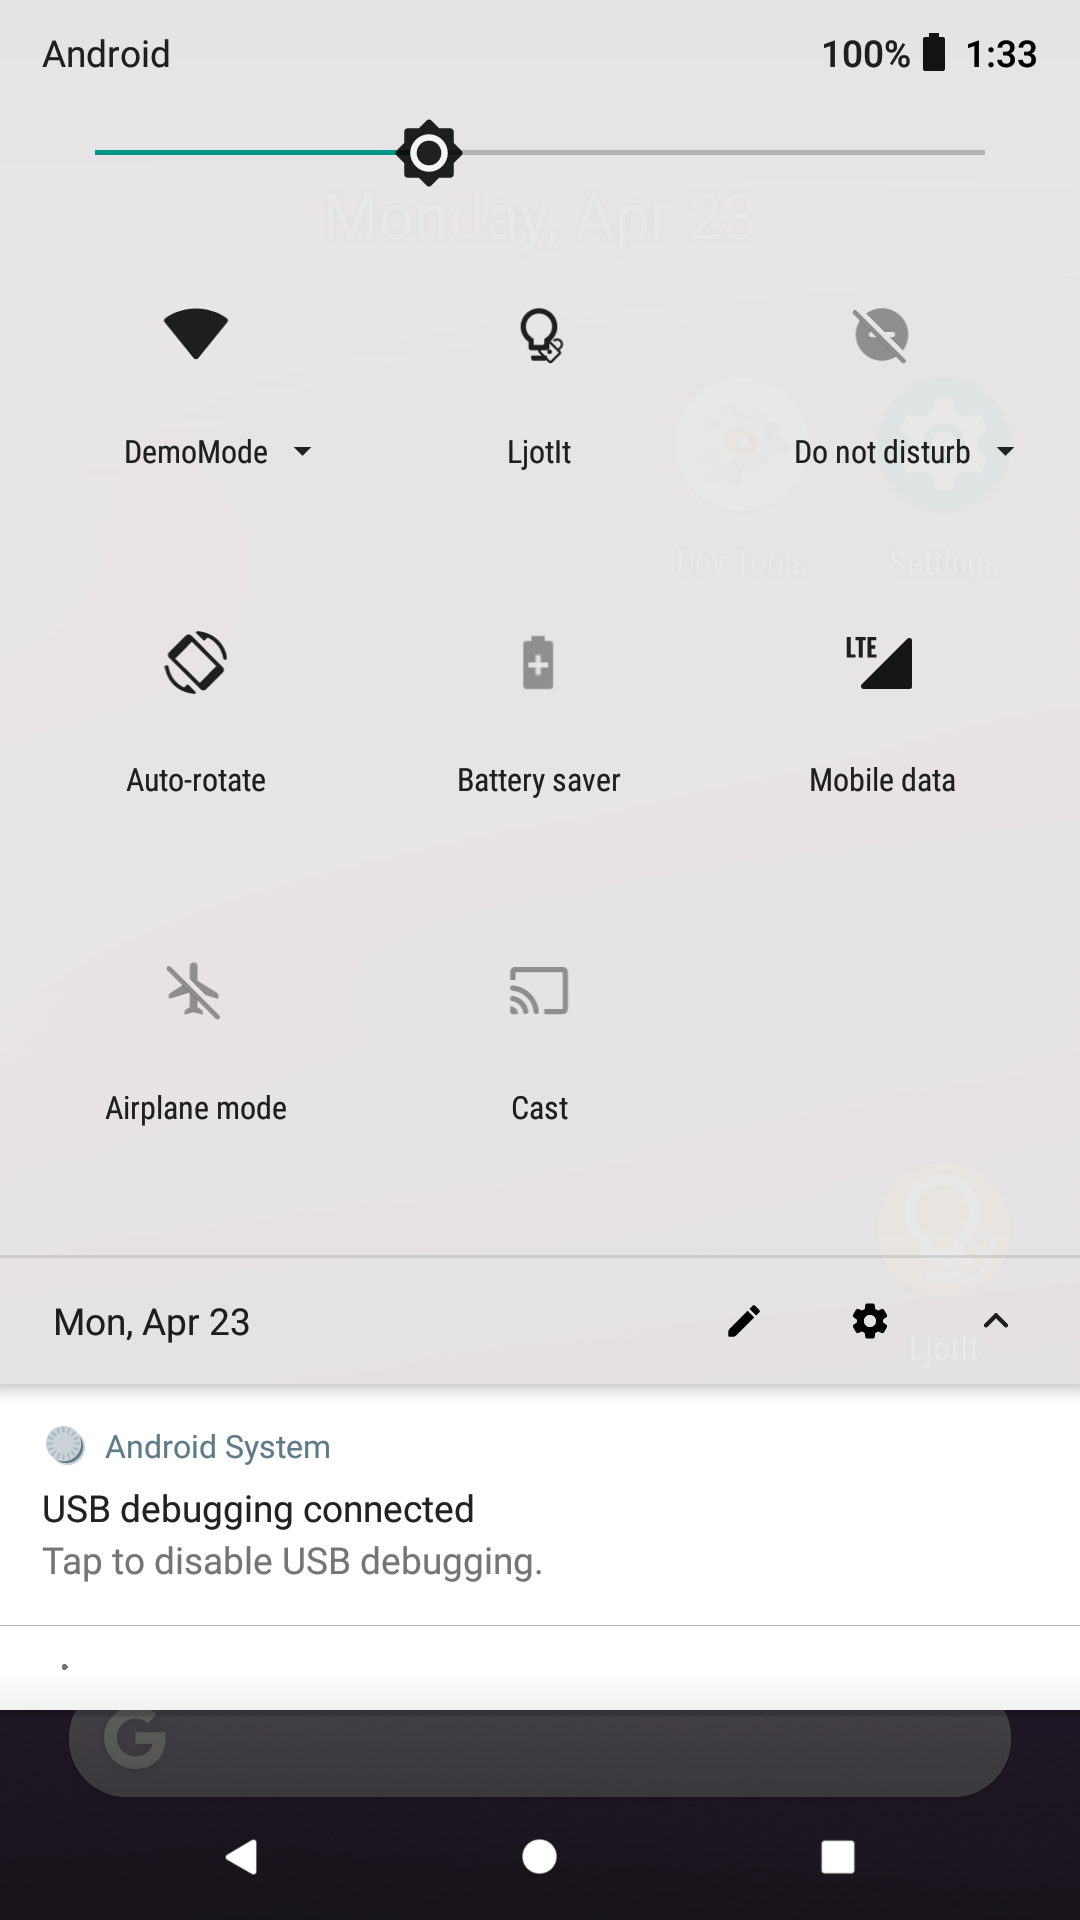 Android 100% 1:33
Monday, Apr 23
DemoMode LjotIt Do not disturb
Dev Tools Settings
LTE
Auto-rotate Battery saver Mobile data
Airplane mode Cast
Mon, Apr 23
LjotIt
Android System
USB debugging connected
Tap to disable USB debugging.
G